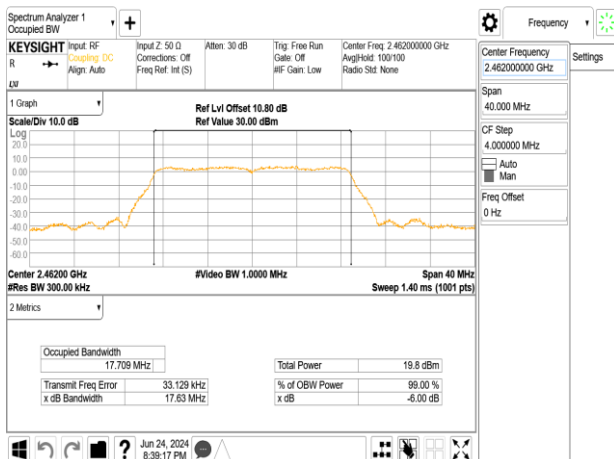 Spectrum Analyzer 1
Occupied BW
KEYSIGHT
R
LXI
Input: RF
Coupling: DC
Align: Auto
Input Z: 50 Ω
Corrections: Off
Freq Ref: Int (S)
Atten: 30 dB
Trig: Free Run
Gate: Off
#IF Gain: Low
Center Freq: 2.462000000 GHz
Avg|Hold: 100/100
Radio Std: None
1 Graph
Scale/Div 10.0 dB
Ref Lvl Offset 10.80 dB
Ref Value 30.00 dBm
Log
20.0
10.0
0.00
-10.0
-20.0
-30.0
-40.0
-50.0
-60.0
Center 2.46200 GHz
#Video BW 1.0000 MHz
Span 40 MHz
#Res BW 300.00 kHz
Sweep 1.40 ms (1001 pts)
2 Metrics
Occupied Bandwidth
17.709 MHz
Total Power 19.8 dBm
Transmit Freq Error 33.129 kHz
% of OBW Power 99.00 %
x dB Bandwidth 17.63 MHz
x dB -6.00 dB
Jun 24, 2024
8:39:17 PM
?
Frequency
Settings
Center Frequency
2.462000000 GHz
Span
40.000 MHz
CF Step
4.000000 MHz
Auto
Man
Freq Offset
0 Hz